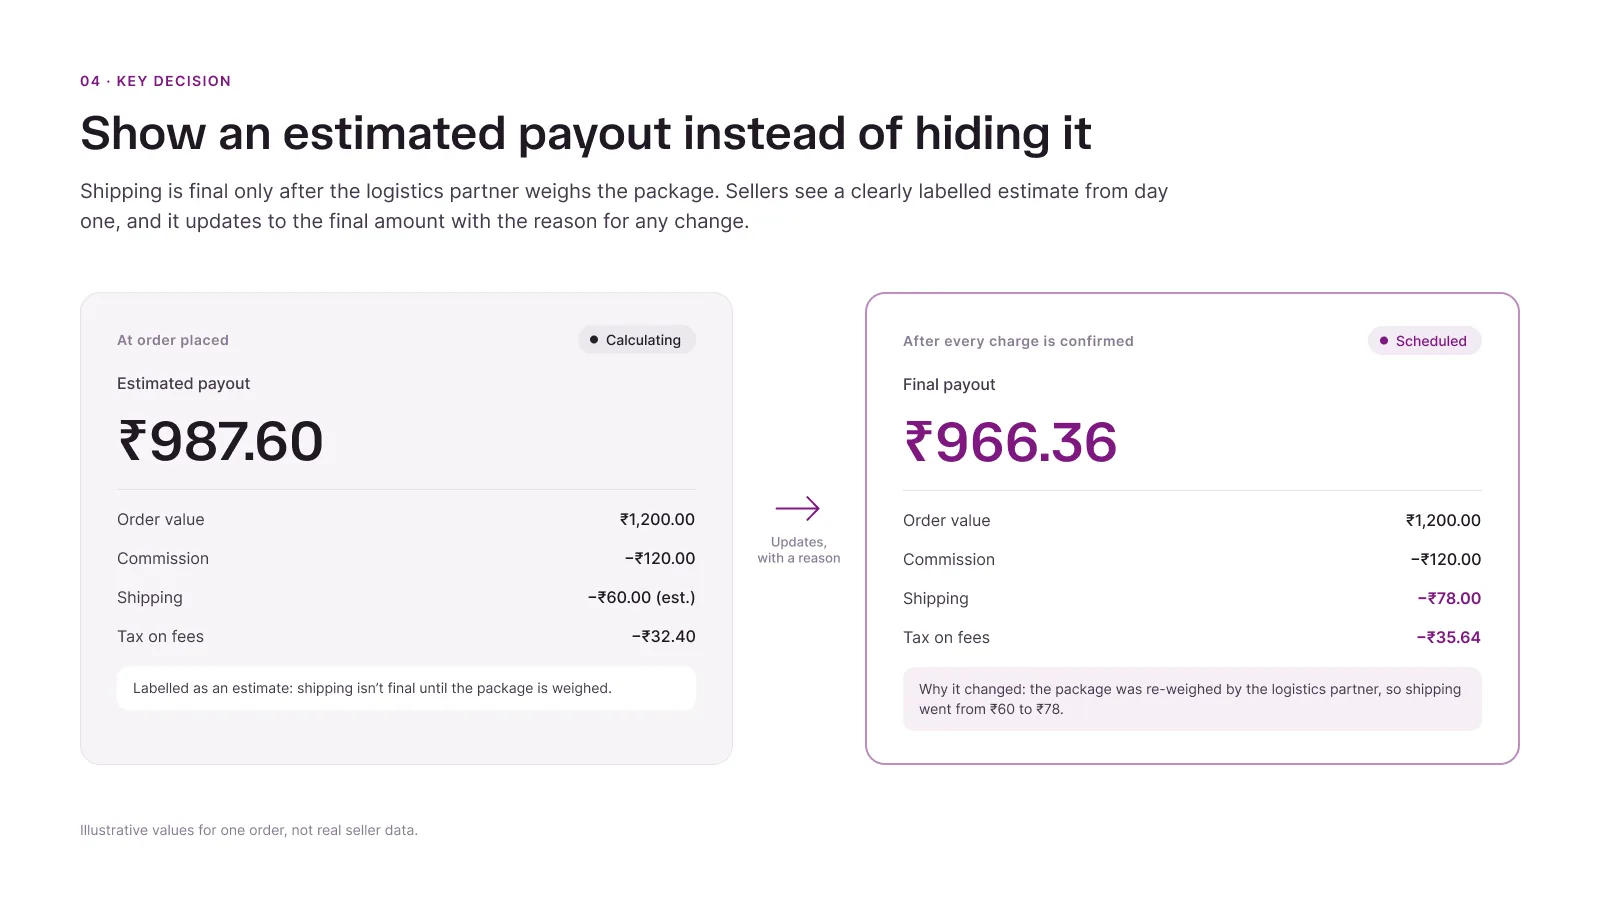 04 · KEY DECISION
Show an estimated payout instead of hiding it
Shipping is final only after the logistics partner weighs the package. Sellers see a clearly labelled estimate from day
one, and it updates to the final amount with the reason for any change.
At order placed
Calculating
Estimated payout
₹987.60
Order value
₹1,200.00
Commission
−₹120.00
Shipping
−₹60.00 (est.)
Tax on fees
−₹32.40
Labelled as an estimate: shipping isn’t final until the package is weighed.
Updates,
with a reason
After every charge is confirmed
Scheduled
Final payout
₹966.36
Order value
₹1,200.00
Commission
−₹120.00
Shipping
−₹78.00
Tax on fees
−₹35.64
Why it changed: the package was re-weighed by the logistics partner, so shipping
went from ₹60 to ₹78.
Illustrative values for one order, not real seller data.